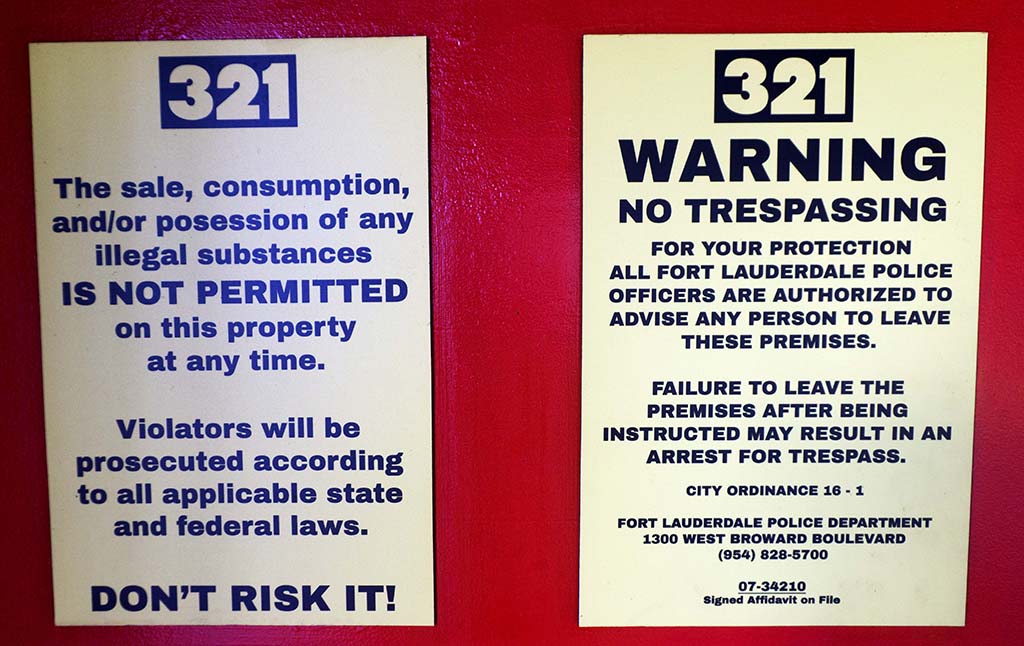 321
The sale, consumption,
and/or posession of any
illegal substances
IS NOT PERMITTED
on this property
at any time.
Violators will be
prosecuted according
to all applicable state
and federal laws.
DON'T RISK IT!
321
WARNING
NO TRESPASSING
FOR YOUR PROTECTION
ALL FORT LAUDERDALE POLICE
OFFICERS ARE AUTHORIZED TO
ADVISE ANY PERSON TO LEAVE
THESE PREMISES.
FAILURE TO LEAVE THE
PREMISES AFTER BEING
INSTRUCTED MAY RESULT IN AN
ARREST FOR TRESPASS.
CITY ORDINANCE 16 - 1
FORT LAUDERDALE POLICE DEPARTMENT
1300 WEST BROWARD BOULEVARD
(954) 828-5700
07-34210
Signed Affidavit on File